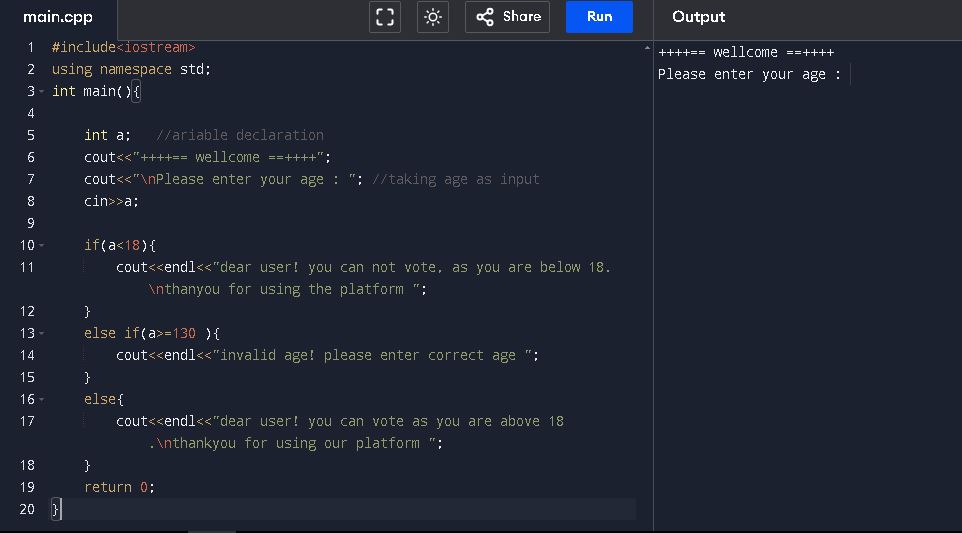 main.cpp Share Run Output
1 #include<iostream>
2 using namespace std;
3 int main(){
4
5 int a; //ariable declaration
6 cout<<"++++== wellcome ==++++";
7 cout<<"\nPlease enter your age : "; //taking age as input
8 cin>>a;
9
10 if(a<18){
11 cout<<endl<<"dear user! you can not vote, as you are below 18.
\nthanyou for using the platform ";
12 }
13 else if(a>=130 ){
14 cout<<endl<<"invalid age! please enter correct age ";
15 }
16 else{
17 cout<<endl<<"dear user! you can vote as you are above 18
.\nthankyou for using our platform ";
18 }
19 return 0;
20 }
++++== wellcome ==++++
Please enter your age :